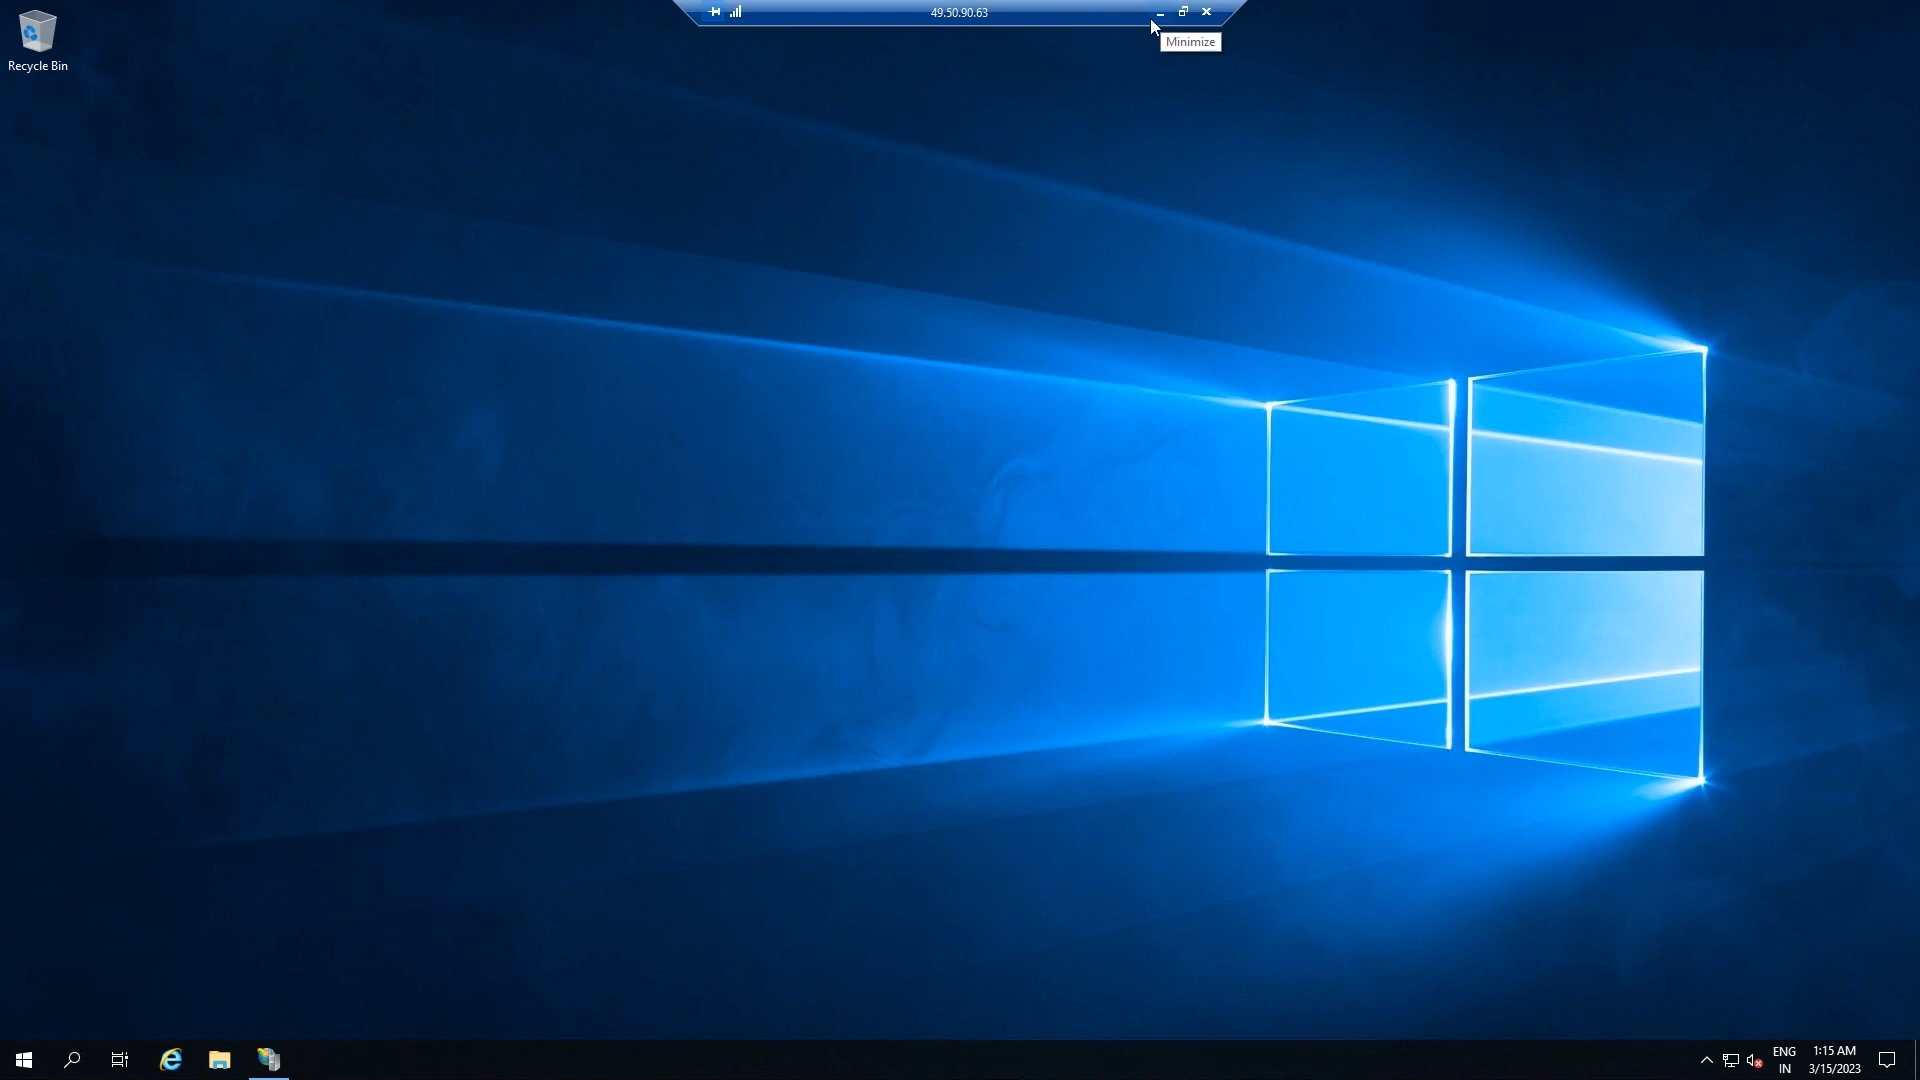 49.50.90.63
Minimize
Recycle Bin
ENG
IN
1:15 AM
3/15/2023